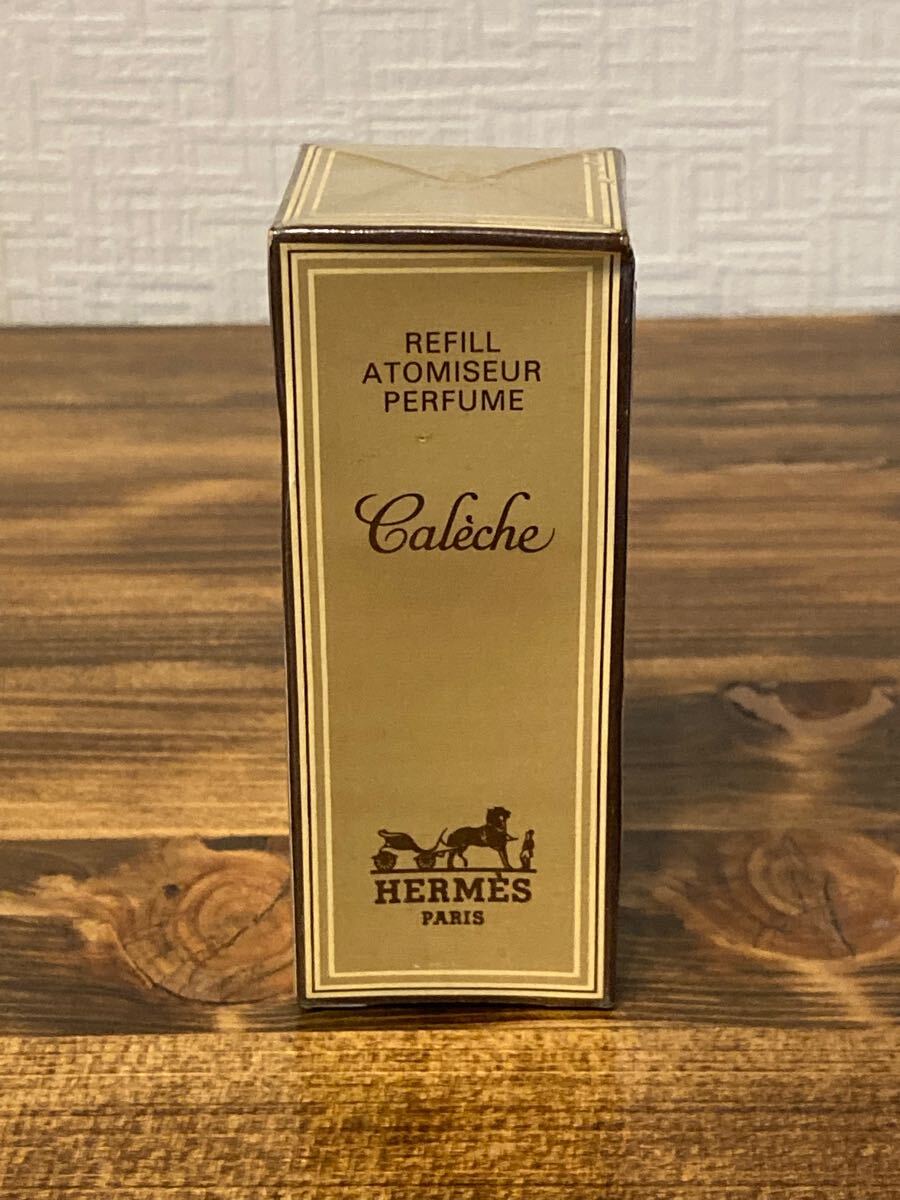 REFILL
ATOMISEUR
PERFUME
Calèche
HERMÈS
PARIS